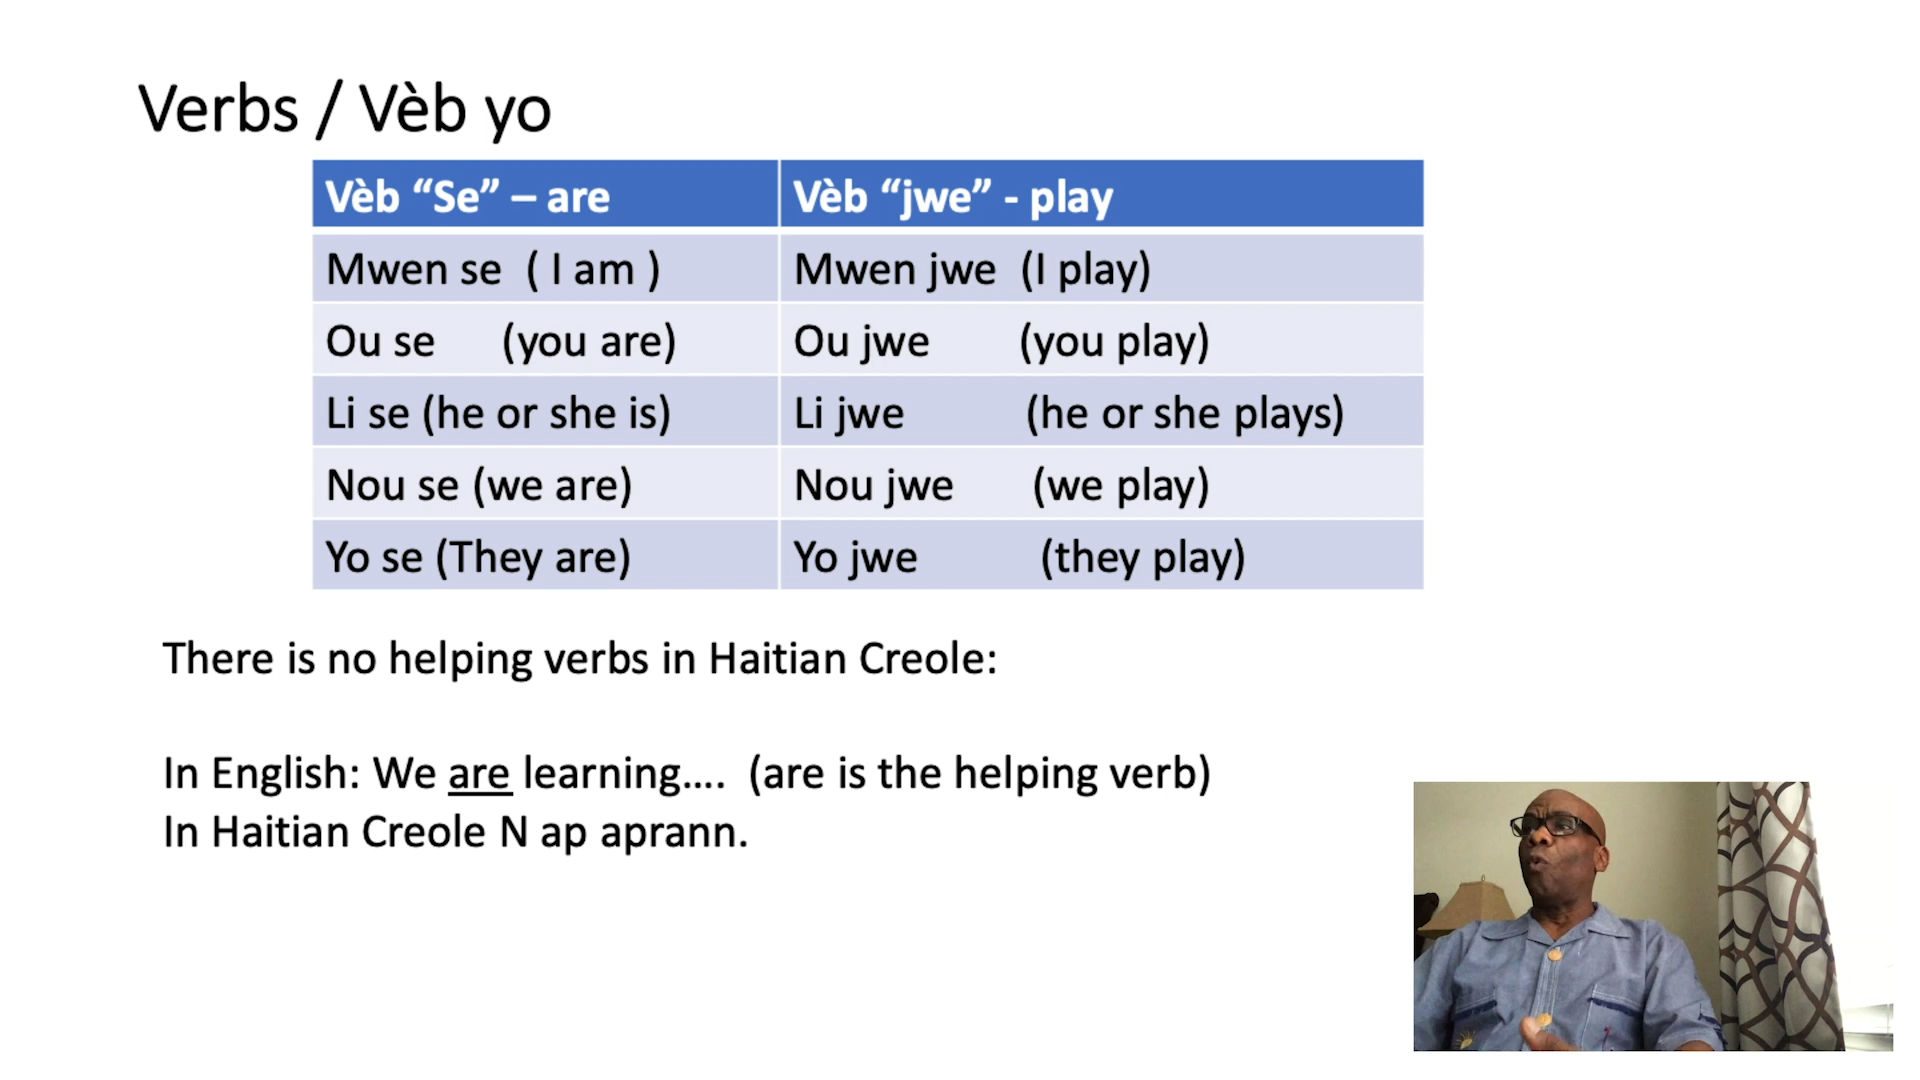 Verbs / Vèb yo
Vèb “Se” – are
Vèb “jwe” - play
Mwen se ( I am )
Mwen jwe (I play)
Ou se (you are)
Ou jwe (you play)
Li se (he or she is)
Li jwe (he or she plays)
Nou se (we are)
Nou jwe (we play)
Yo se (They are)
Yo jwe (they play)
There is no helping verbs in Haitian Creole:
In English: We are learning.... (are is the helping verb)
In Haitian Creole N ap aprann.